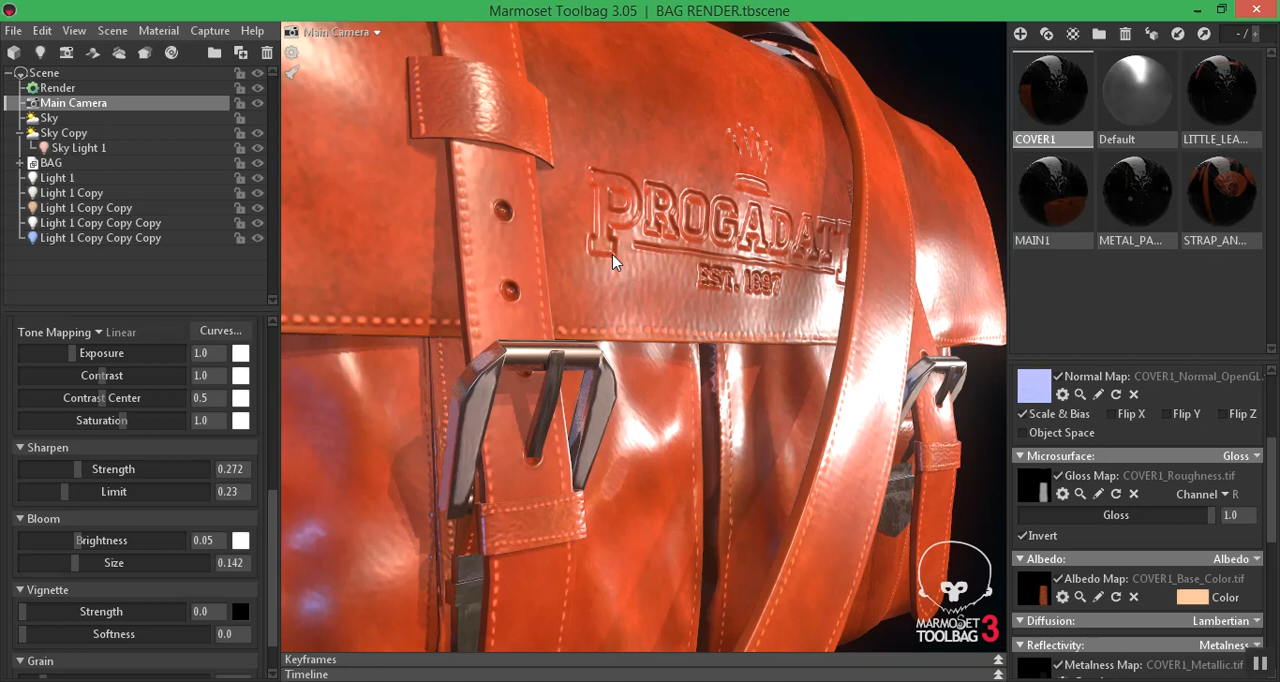 Marmoset Toolbag 3.05 | BAG RENDER.tbscene
File Edit View Scene Material Capture Help
Main Camera
- / +
Scene
Render
Main Camera
Sky
Sky Copy
Sky Light 1
BAG
Light 1
Light 1 Copy
Light 1 Copy Copy
Light 1 Copy Copy Copy
Light 1 Copy Copy Copy
Tone Mapping Linear Curves...
Exposure 1.0
Contrast 1.0
Contrast Center 0.5
Saturation 1.0
Sharpen
Strength 0.272
Limit 0.23
Bloom
Brightness 0.05
Size 0.142
Vignette
Strength 0.0
Softness 0.0
Grain
EST. 1897
MARMOSET
TOOLBAG 3
Keyframes
Timeline
COVER1 Default LITTLE_LEA...
MAIN1 METAL_PA... STRAP_AN...
Normal Map: COVER1_Normal_OpenGL.
Scale & Bias Flip X Flip Y Flip Z
Object Space
Microsurface: Gloss
Gloss Map: COVER1_Roughness.tif
Channel R
Gloss 1.0
Invert
Albedo: Albedo
Albedo Map: COVER1_Base_Color.tif
Color
Diffusion: Lambertian
Reflectivity: Metalness
Metalness Map: COVER1_Metallic.tif